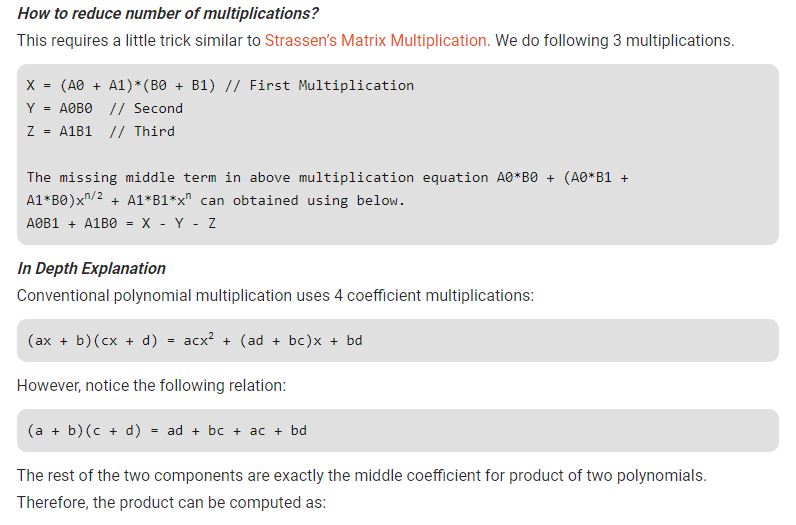 How to reduce number of multiplications?
This requires a little trick similar to Strassen’s Matrix Multiplication. We do following 3 multiplications.
X = (A0 + A1)*(B0 + B1) // First Multiplication
Y = A0B0  // Second
Z = A1B1  // Third
The missing middle term in above multiplication equation A0*B0 + (A0*B1 +
A1*B0)xⁿ/² + A1*B1*xⁿ can obtained using below.
A0B1 + A1B0 = X - Y - Z
In Depth Explanation
Conventional polynomial multiplication uses 4 coefficient multiplications:
(ax + b)(cx + d) = acx² + (ad + bc)x + bd
However, notice the following relation:
(a + b)(c + d) = ad + bc + ac + bd
The rest of the two components are exactly the middle coefficient for product of two polynomials.
Therefore, the product can be computed as: